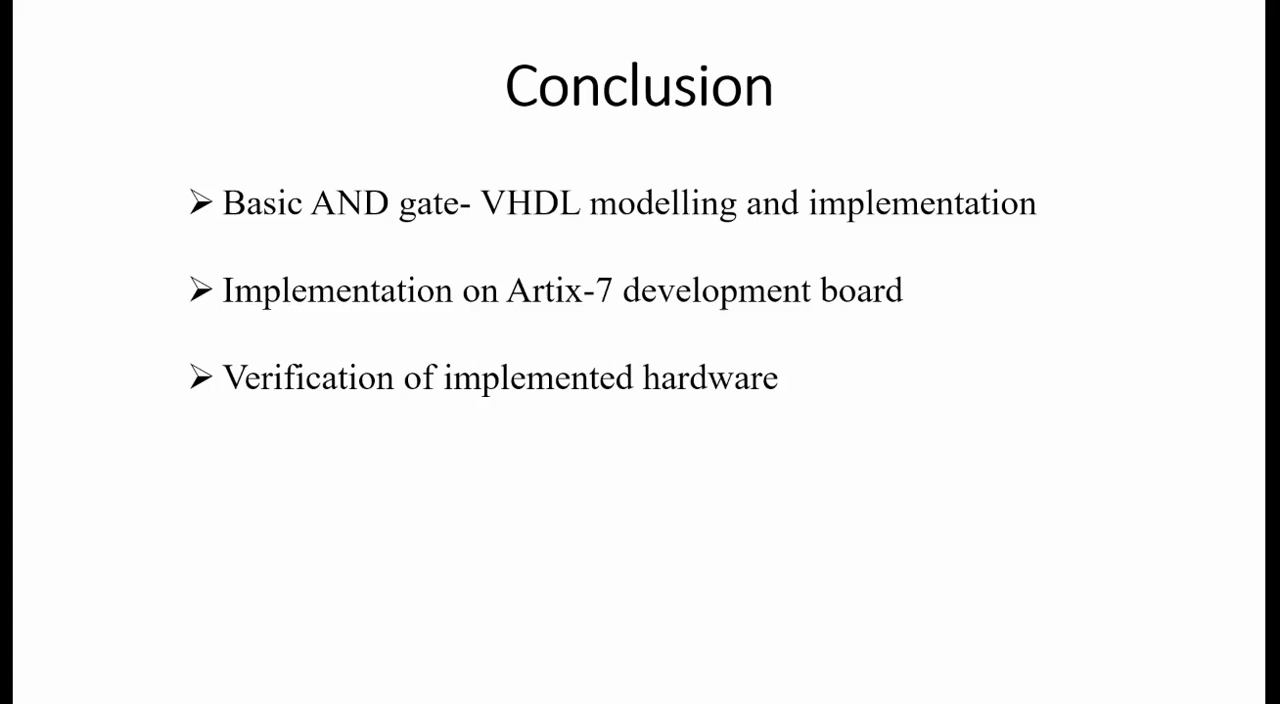 Conclusion
➢ Basic AND gate- VHDL modelling and implementation
➢ Implementation on Artix-7 development board
➢ Verification of implemented hardware